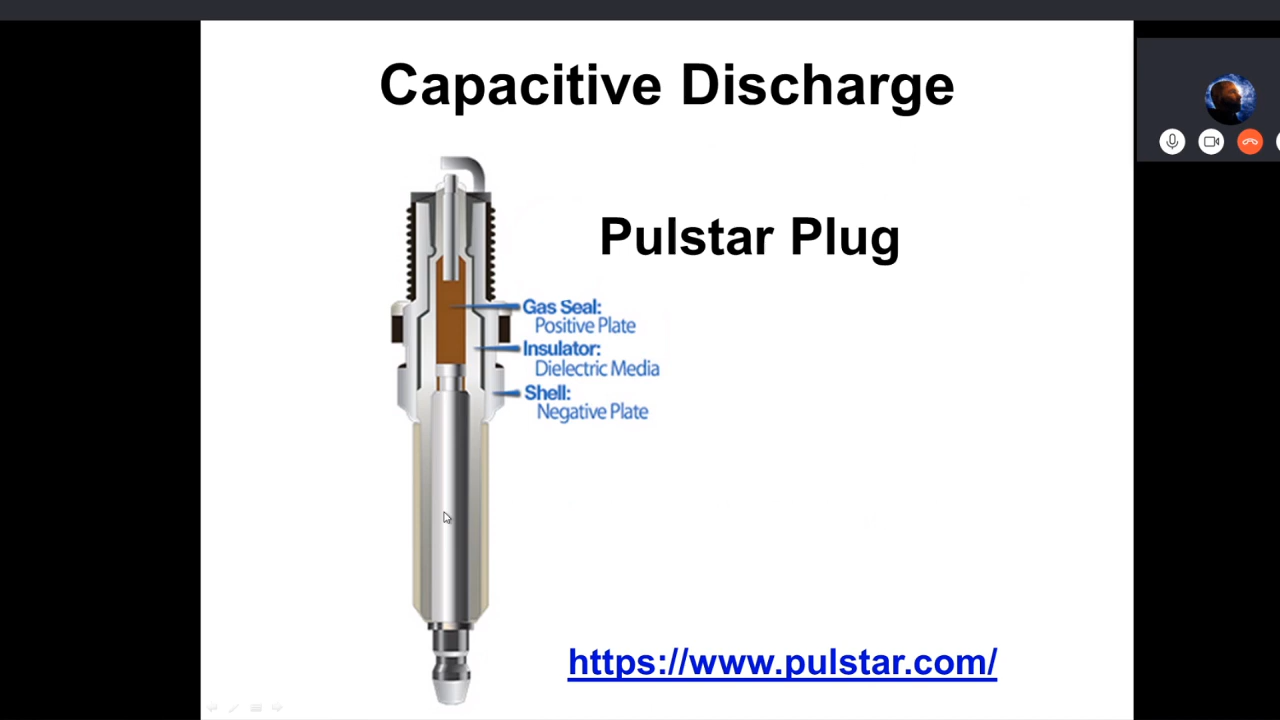 Capacitive Discharge
Pulstar Plug
Gas Seal:
Positive Plate
Insulator:
Dielectric Media
Shell:
Negative Plate
https://www.pulstar.com/